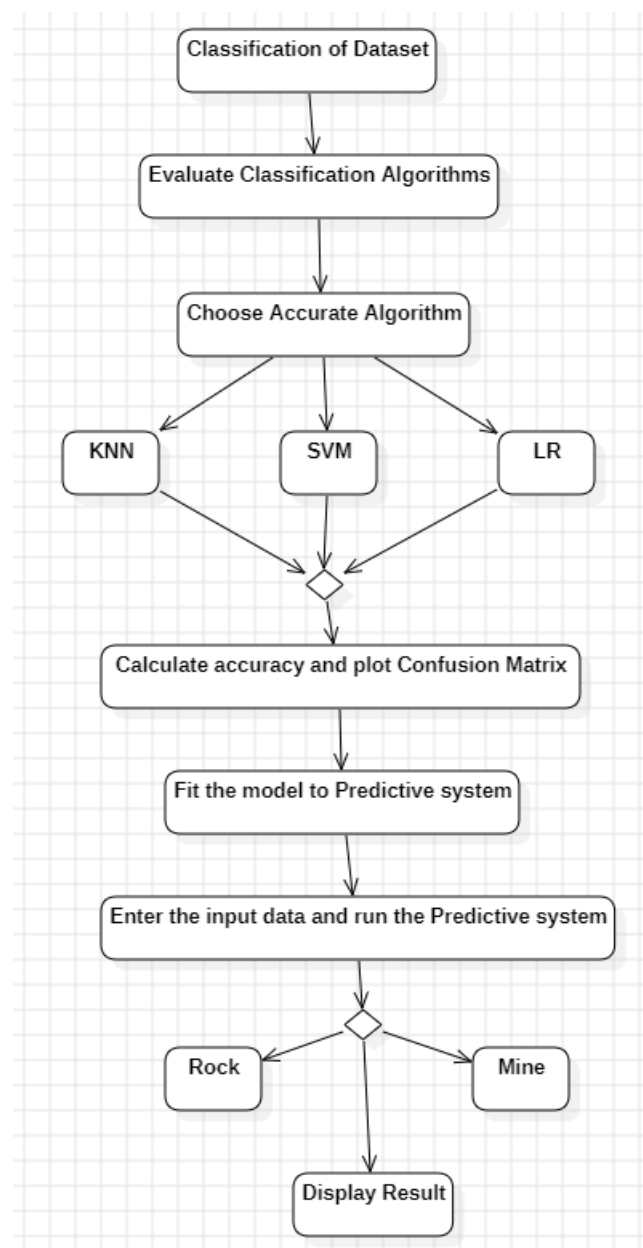 Classification of Dataset
Evaluate Classification Algorithms
Choose Accurate Algorithm
KNN
SVM
LR
Calculate accuracy and plot Confusion Matrix
Fit the model to Predictive system
Enter the input data and run the Predictive system
Rock
Mine
Display Result